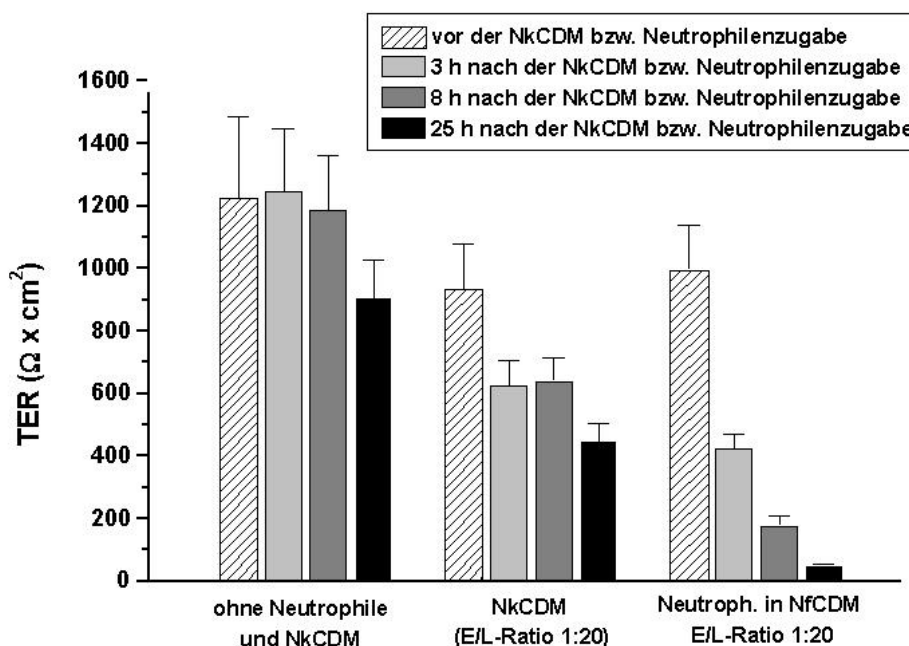 vor der NkCDM bzw. Neutrophilenzugabe
3 h nach der NkCDM bzw. Neutrophilenzugabe
8 h nach der NkCDM bzw. Neutrophilenzugabe
25 h nach der NkCDM bzw. Neutrophilenzugabe
1600
1400
1200
1000
800
600
400
200
0
TER (Ω x cm²)
ohne Neutrophile
und NkCDM
NkCDM
(E/L-Ratio 1:20)
Neutroph. in NfCDM
E/L-Ratio 1:20